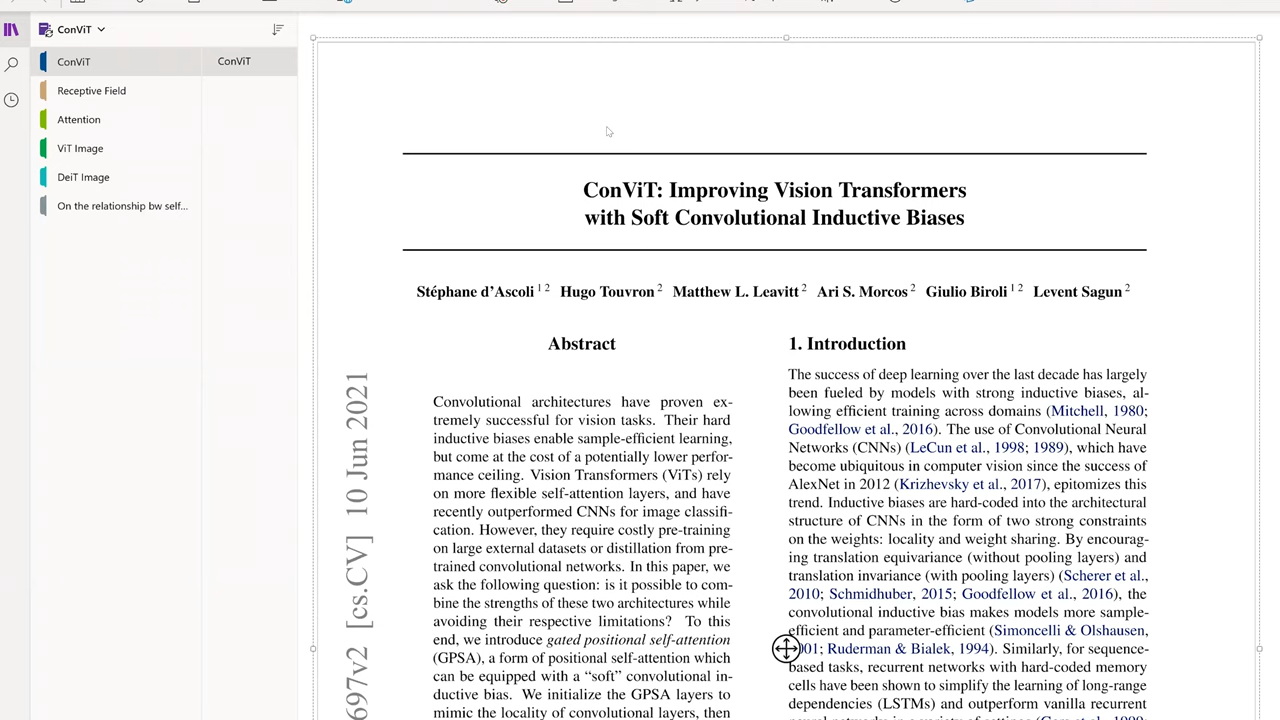 ConViT
ConViT
Receptive Field
Attention
ViT Image
DeiT Image
On the relationship bw self...
ConViT
ConViT: Improving Vision Transformers
with Soft Convolutional Inductive Biases
Stéphane d'Ascoli 1 2 Hugo Touvron 2 Matthew L. Leavitt 2 Ari S. Morcos 2 Giulio Biroli 1 2 Levent Sagun 2
697v2 [cs.CV] 10 Jun 2021
Abstract
Convolutional architectures have proven ex-
tremely successful for vision tasks. Their hard
inductive biases enable sample-efficient learning,
but come at the cost of a potentially lower perfor-
mance ceiling. Vision Transformers (ViTs) rely
on more flexible self-attention layers, and have
recently outperformed CNNs for image classifi-
cation. However, they require costly pre-training
on large external datasets or distillation from pre-
trained convolutional networks. In this paper, we
ask the following question: is it possible to com-
bine the strengths of these two architectures while
avoiding their respective limitations? To this
end, we introduce gated positional self-attention
(GPSA), a form of positional self-attention which
can be equipped with a “soft” convolutional in-
ductive bias. We initialize the GPSA layers to
mimic the locality of convolutional layers, then
1. Introduction
The success of deep learning over the last decade has largely
been fueled by models with strong inductive biases, al-
lowing efficient training across domains (Mitchell, 1980;
Goodfellow et al., 2016). The use of Convolutional Neural
Networks (CNNs) (LeCun et al., 1998; 1989), which have
become ubiquitous in computer vision since the success of
AlexNet in 2012 (Krizhevsky et al., 2017), epitomizes this
trend. Inductive biases are hard-coded into the architectural
structure of CNNs in the form of two strong constraints
on the weights: locality and weight sharing. By encourag-
ing translation equivariance (without pooling layers) and
translation invariance (with pooling layers) (Scherer et al.,
2010; Schmidhuber, 2015; Goodfellow et al., 2016), the
convolutional inductive bias makes models more sample-
efficient and parameter-efficient (Simoncelli & Olshausen,
001; Ruderman & Bialek, 1994). Similarly, for sequence-
based tasks, recurrent networks with hard-coded memory
cells have been shown to simplify the learning of long-range
dependencies (LSTMs) and outperform vanilla recurrent